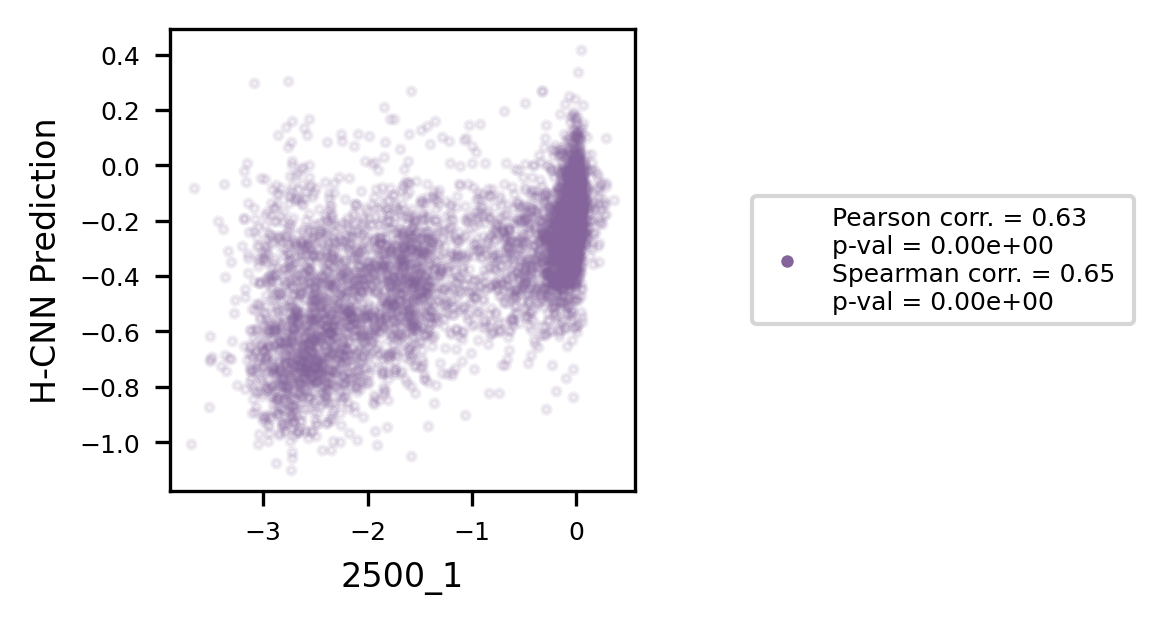 H-CNN Prediction
0.4
0.2
0.0
−0.2
−0.4
−0.6
−0.8
−1.0
−3
−2
−1
0
2500_1
Pearson corr. = 0.63
p-val = 0.00e+00
Spearman corr. = 0.65
p-val = 0.00e+00